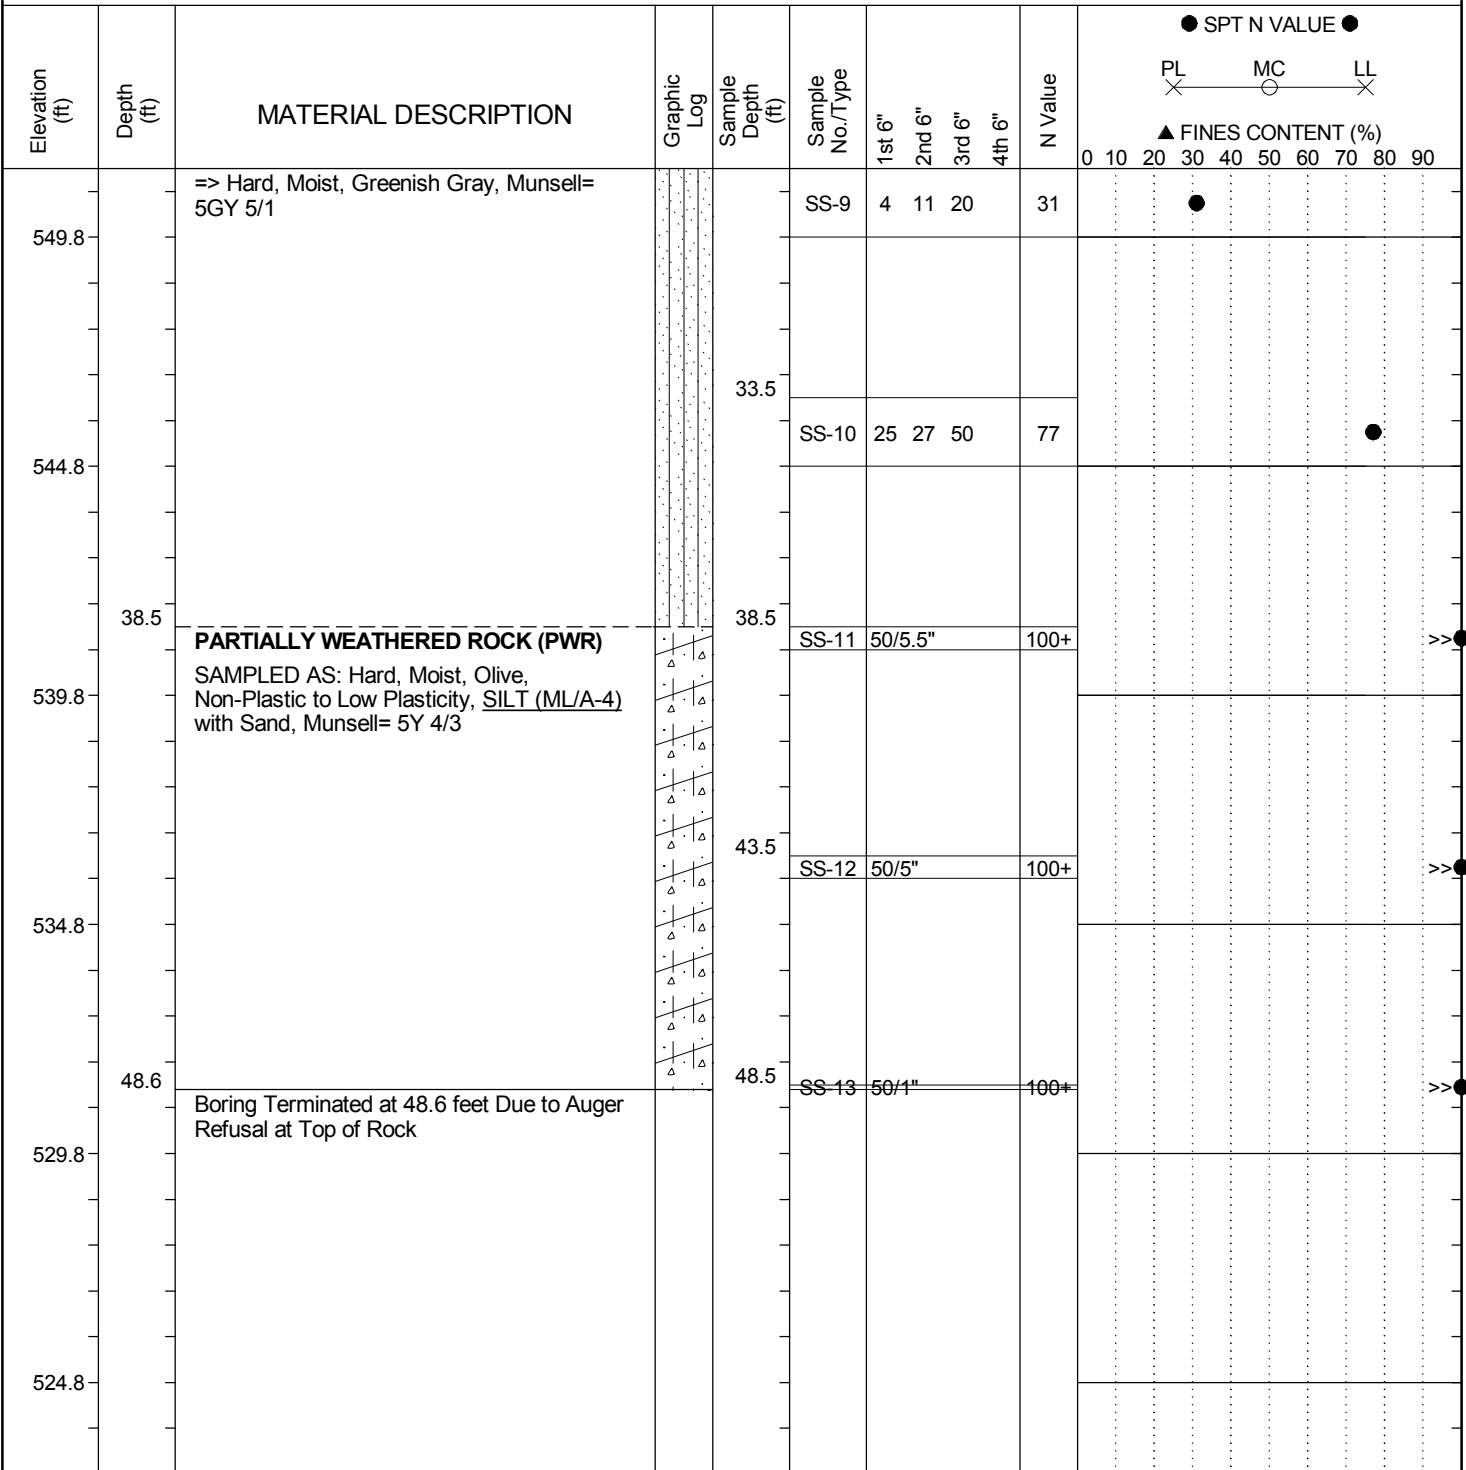 ● SPT N VALUE ●
PL MC LL
▲ FINES CONTENT (%)
0 10 20 30 40 50 60 70 80 90
Elevation (ft)
Depth (ft)
MATERIAL DESCRIPTION
Graphic Log
Sample Depth (ft)
Sample No./Type
1st 6"
2nd 6"
3rd 6"
4th 6"
N Value
=> Hard, Moist, Greenish Gray, Munsell=
5GY 5/1
SS-9 4 11 20 31
549.8
33.5
SS-10 25 27 50 77
544.8
38.5 38.5
PARTIALLY WEATHERED ROCK (PWR)
SS-11 50/5.5" 100+ >>
SAMPLED AS: Hard, Moist, Olive,
Non-Plastic to Low Plasticity, SILT (ML/A-4)
with Sand, Munsell= 5Y 4/3
539.8
43.5
SS-12 50/5" 100+ >>
534.8
48.6 48.5
SS-13 50/1" 100+ >>
Boring Terminated at 48.6 feet Due to Auger
Refusal at Top of Rock
529.8
524.8